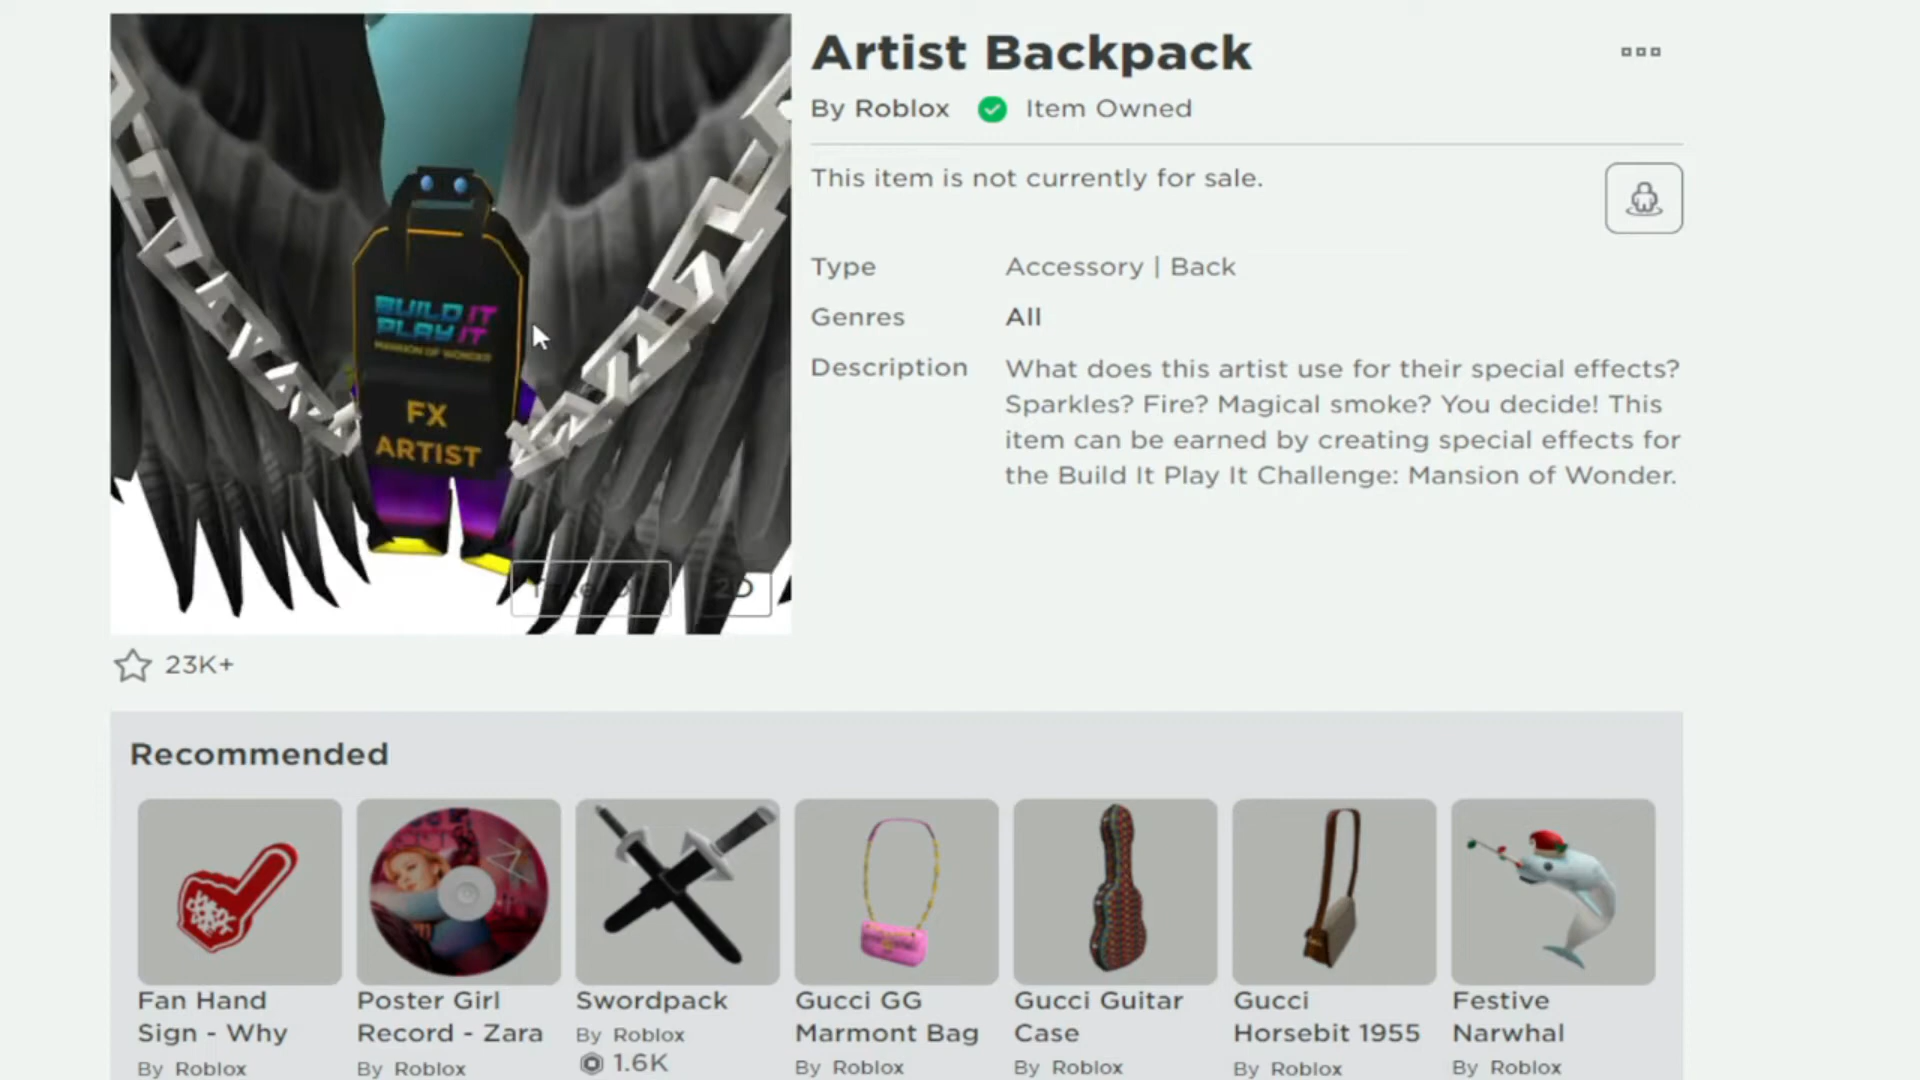 Artist Backpack
By Roblox Item Owned
This item is not currently for sale.
Type Accessory | Back
Genres All
Description What does this artist use for their special effects?
Sparkles? Fire? Magical smoke? You decide! This
item can be earned by creating special effects for
the Build It Play It Challenge: Mansion of Wonder.
BUILD IT
PLAY IT
MANSION OF WONDER
FX
ARTIST
2D
23K+
Recommended
Fan Hand
Sign - Why
By Roblox
Poster Girl
Record - Zara
By Roblox
Swordpack
By Roblox
1.6K
Gucci GG
Marmont Bag
By Roblox
Gucci Guitar
Case
By Roblox
Gucci
Horsebit 1955
By Roblox
Festive
Narwhal
By Roblox